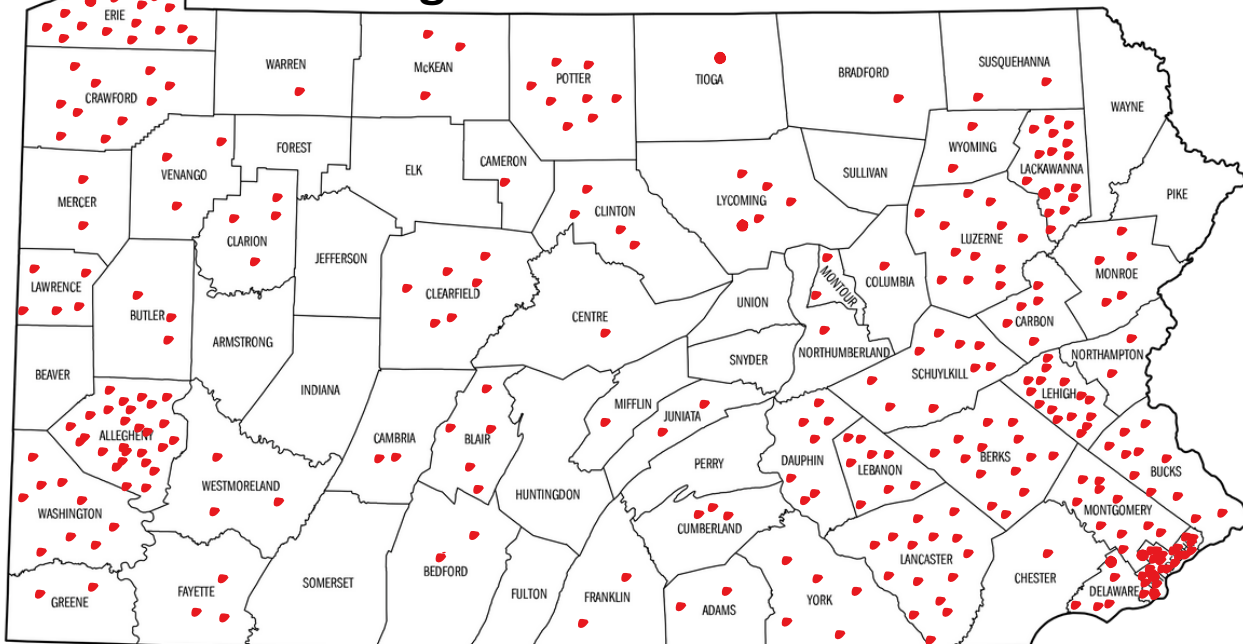 ERIE
WARREN
McKEAN
POTTER
TIOGA
BRADFORD
SUSQUEHANNA
WAYNE
CRAWFORD
FOREST
ELK
CAMERON
SULLIVAN
WYOMING
LACKAWANNA
PIKE
MERCER
VENANGO
CLARION
CLINTON
LYCOMING
LUZERNE
MONROE
LAWRENCE
BUTLER
JEFFERSON
CLEARFIELD
CENTRE
UNION
MONTOUR
COLUMBIA
CARBON
ARMSTRONG
SNYDER
NORTHUMBERLAND
SCHUYLKILL
NORTHAMPTON
BEAVER
INDIANA
MIFFLIN
JUNIATA
LEHIGH
ALLEGHENY
CAMBRIA
BLAIR
HUNTINGDON
PERRY
DAUPHIN
LEBANON
BERKS
BUCKS
WASHINGTON
WESTMORELAND
CUMBERLAND
MONTGOMERY
LANCASTER
CHESTER
DELAWARE
GREENE
FAYETTE
SOMERSET
BEDFORD
FULTON
FRANKLIN
ADAMS
YORK